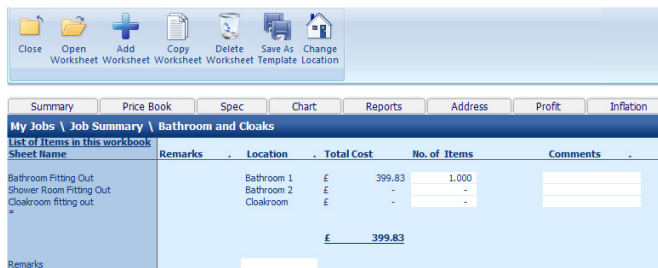 Close Open Worksheet Add Worksheet Copy Worksheet Delete Worksheet Save As Template Change Location
Summary Price Book Spec Chart Reports Address Profit Inflation
My Jobs \ Job Summary \ Bathroom and Cloaks
List of Items in this workbook
Sheet Name Remarks . Location . Total Cost No. of Items Comments .
Bathroom Fitting Out Bathroom 1 £ 399.83 1.000
Shower Room Fitting Out Bathroom 2 £ - -
Cloakroom fitting out Cloakroom £ - -
*
£ 399.83
Remarks